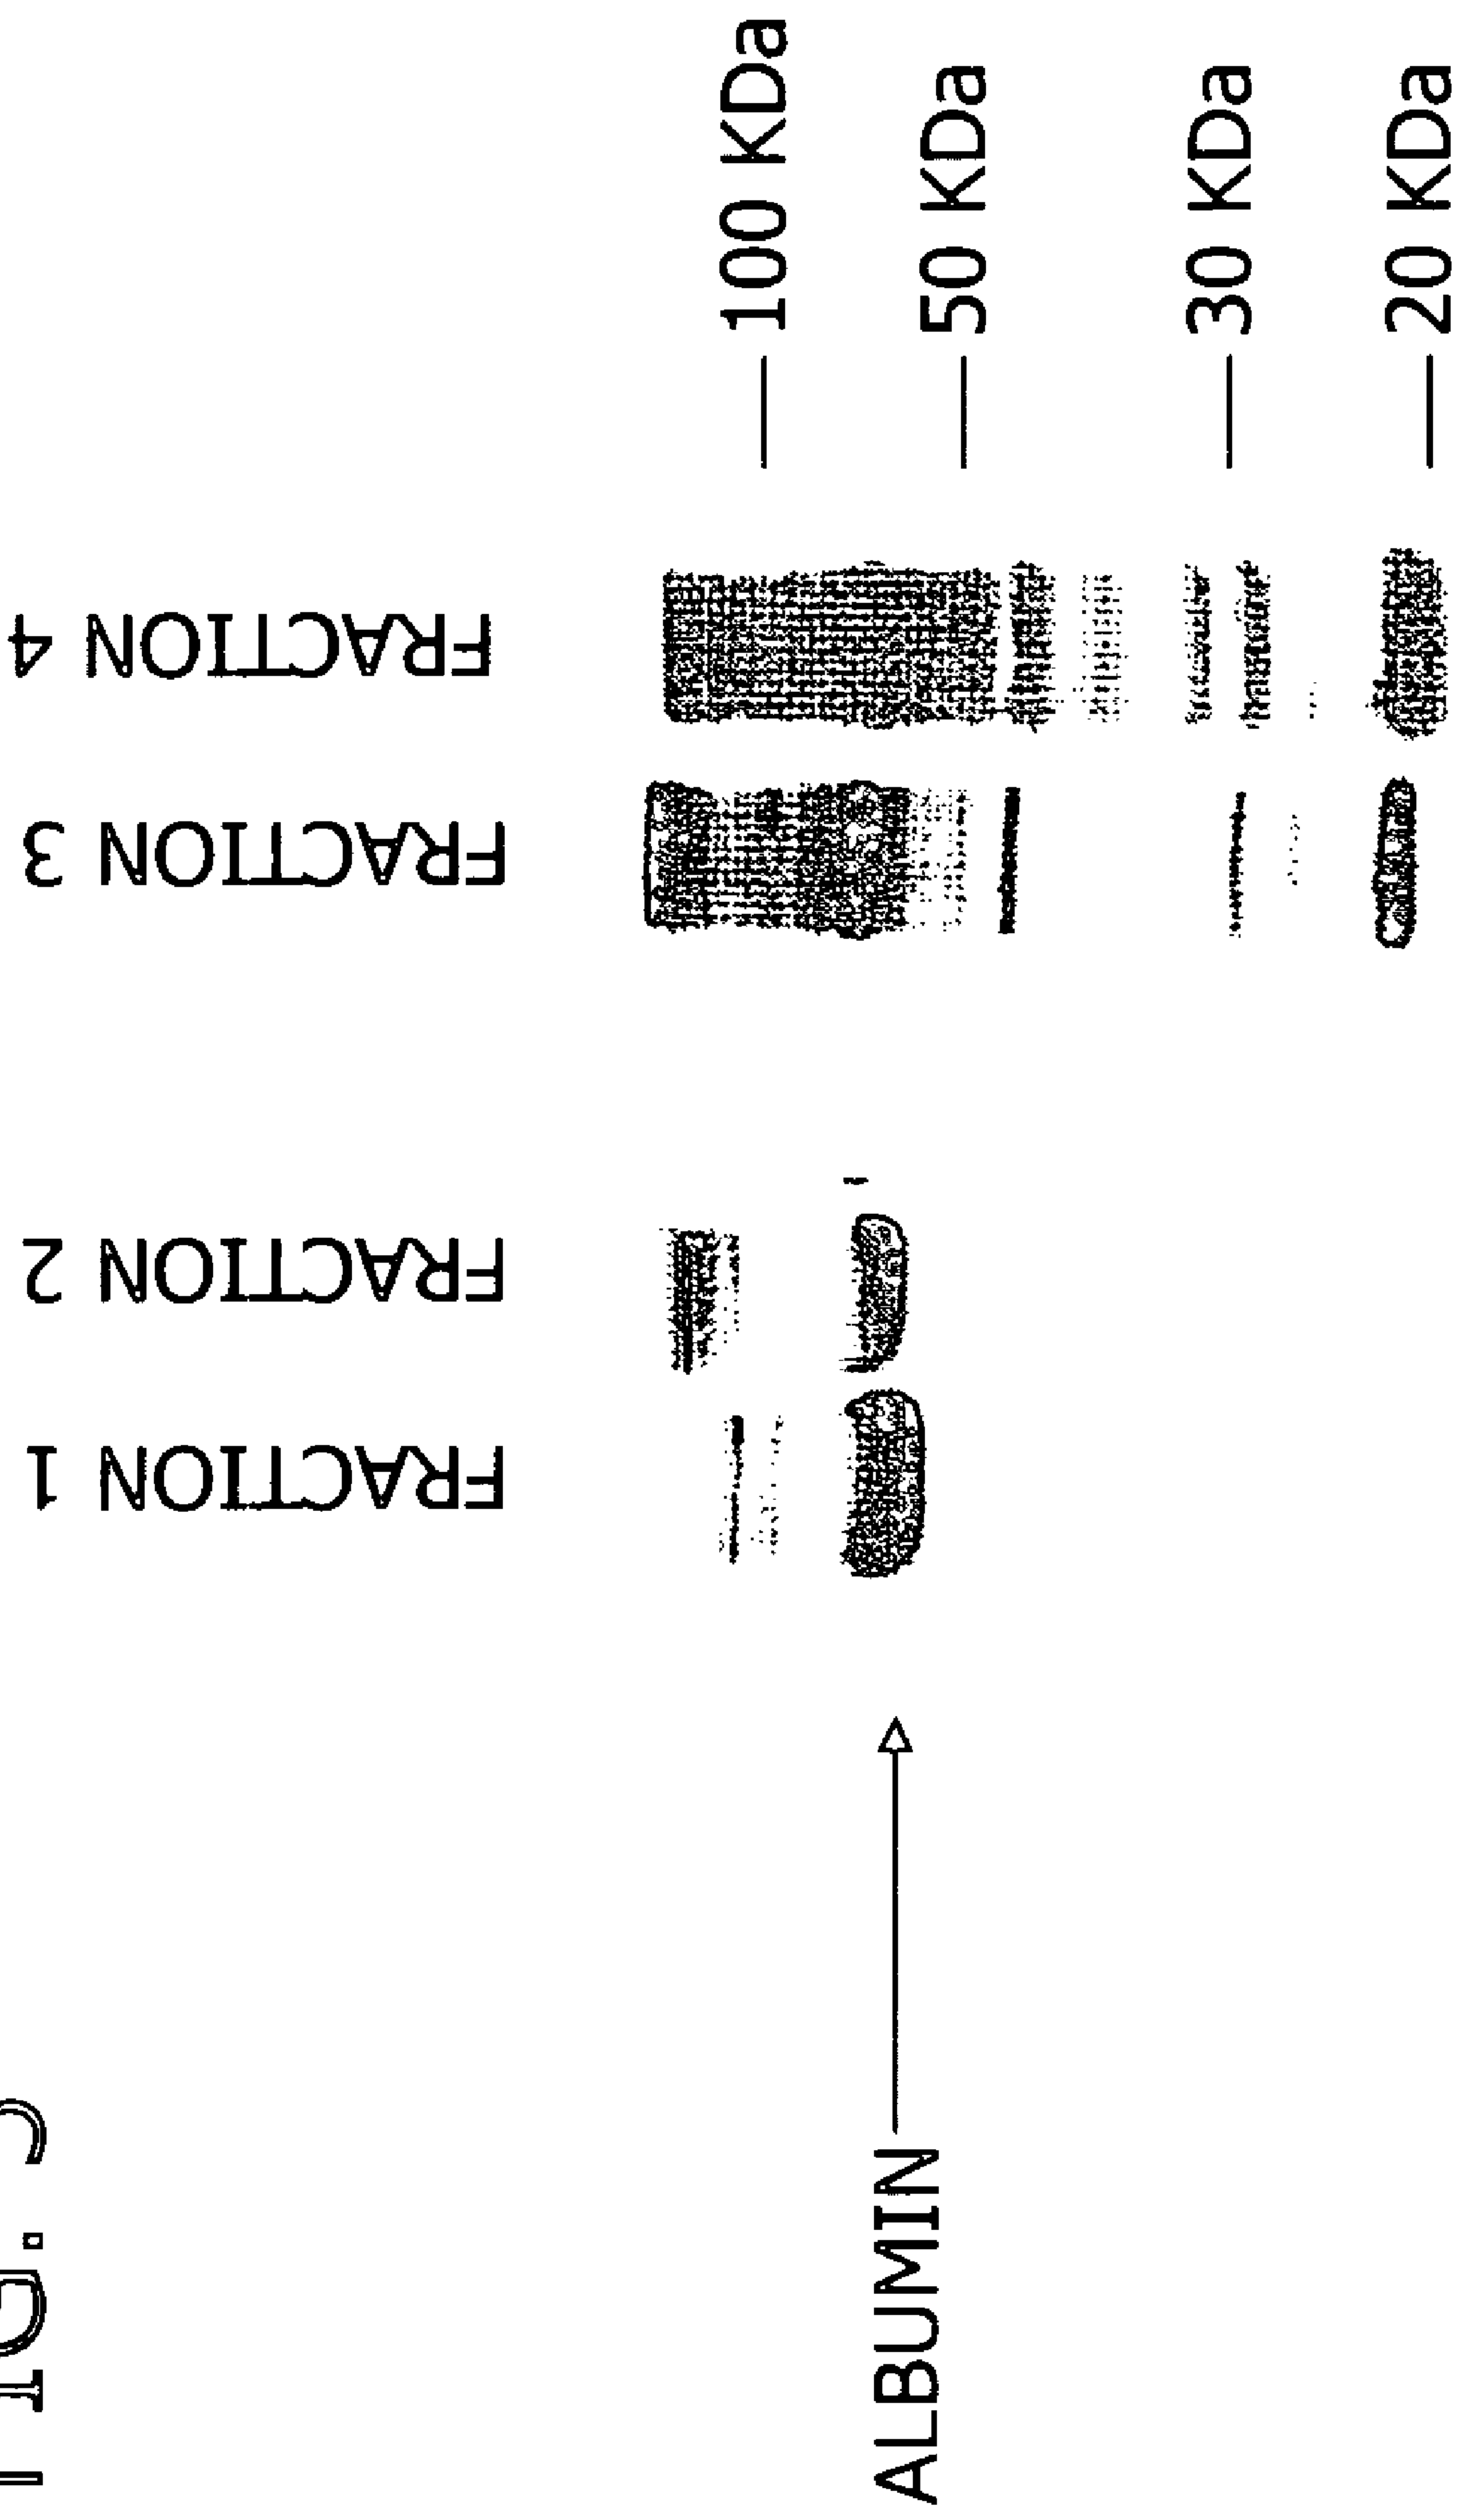 FRACTION 1
FRACTION 2
FRACTION 3
FRACTION 4
ALBUMIN
100 KDa
50 KDa
30 KDa
20 KDa